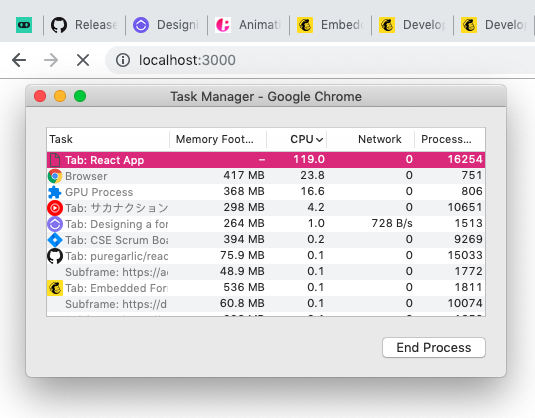 Release
Designi
Animati
Embedd
Develop
Develop
localhost:3000
Task Manager - Google Chrome
Task Memory Foot... CPU Network Process...
Tab: React App – 119.0 0 16254
Browser 417 MB 23.8 0 751
GPU Process 368 MB 16.6 0 806
Tab: サカナクション 298 MB 4.2 0 10651
Tab: Designing a for 264 MB 1.0 728 B/s 1513
Tab: CSE Scrum Boa 394 MB 0.2 0 9269
Tab: puregarlic/reac 75.9 MB 0.1 0 15033
Subframe: https://ac 48.9 MB 0.1 0 1772
Tab: Embedded Forr 536 MB 0.1 0 1811
Subframe: https://d 60.8 MB 0.1 0 10074
End Process